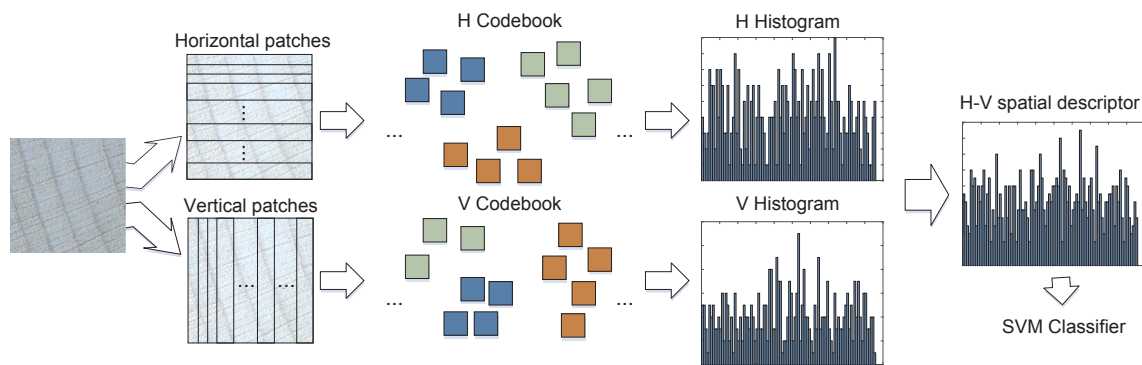 H Codebook
H Histogram
Horizontal patches
...
...
...
...
H-V spatial descriptor
Vertical patches
V Codebook
V Histogram
...
...
...
...
SVM Classifier